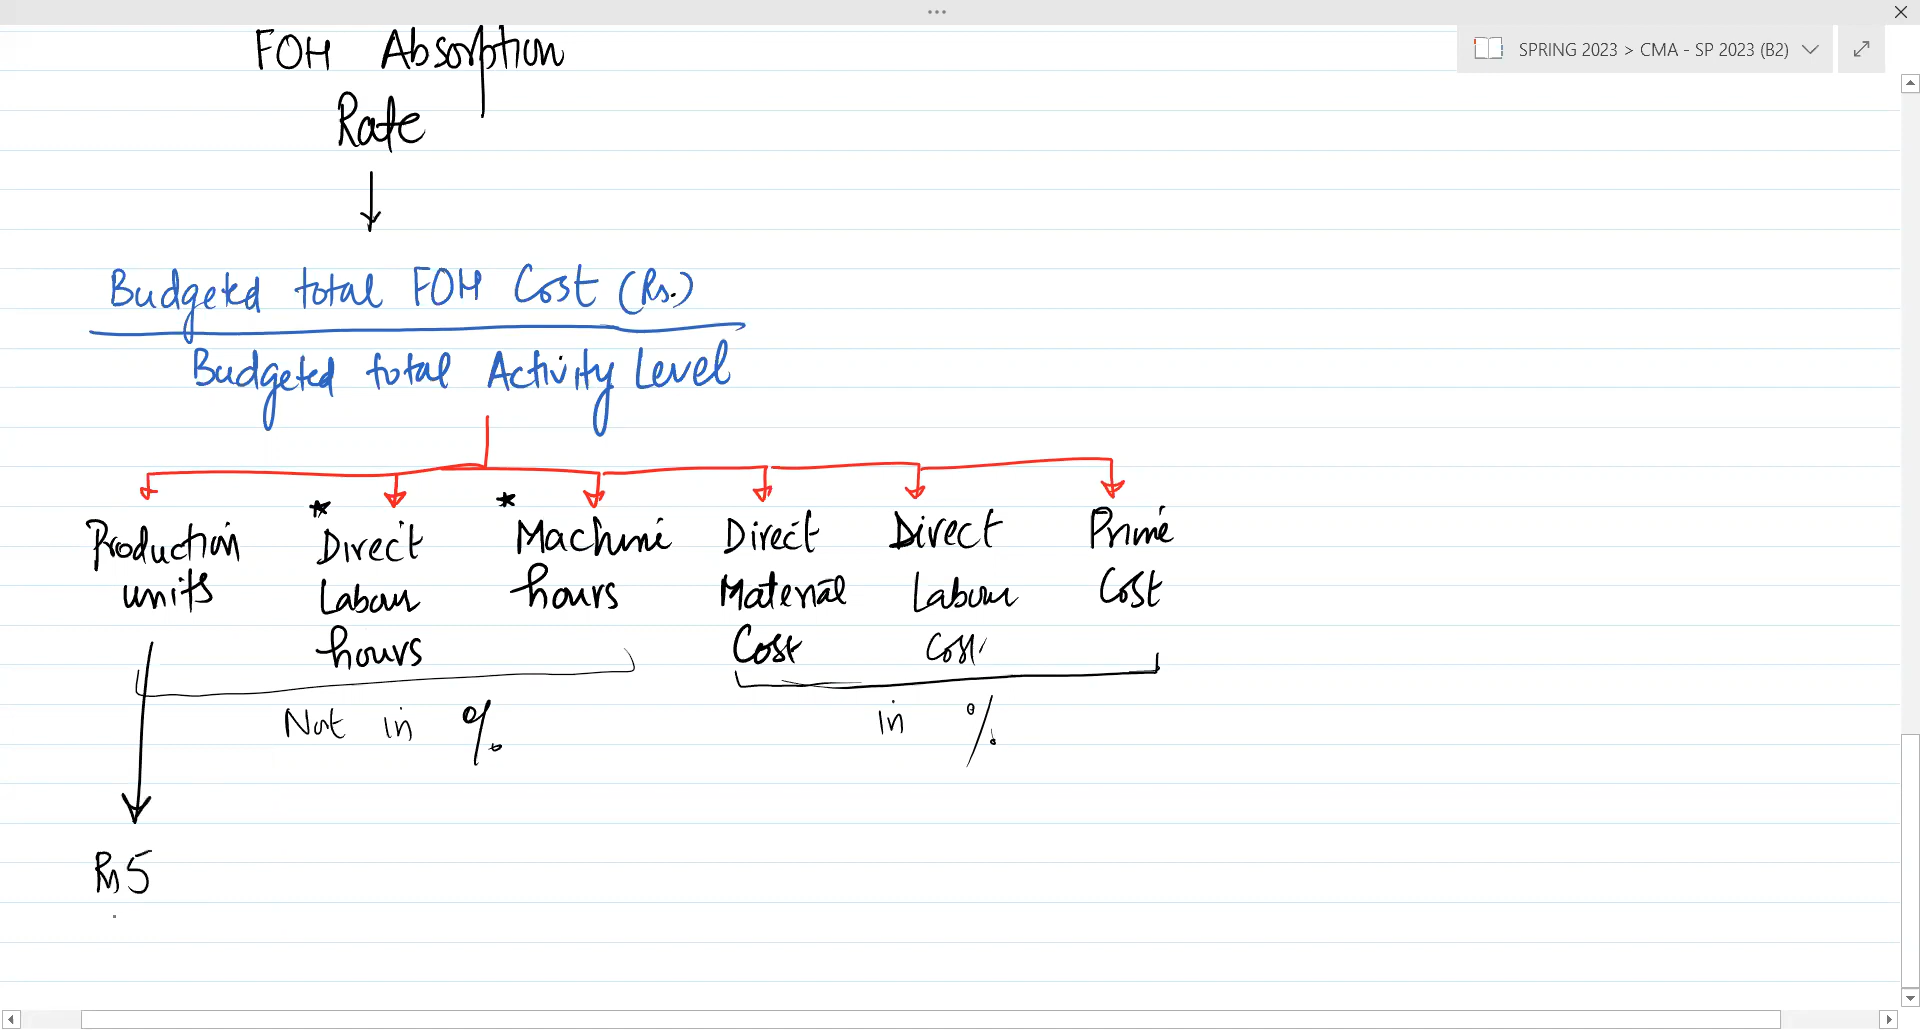 SPRING 2023 > CMA - SP 2023 (B2)
FOH Absorption
Rate
Budgeted total FOH Cost (Rs.)
Budgeted total Activity Level
* Direct * Machine Direct Direct Prime
Production Labour hours Material Labour Cost
units hours Cost Cost
Not in % in %
Rs 5